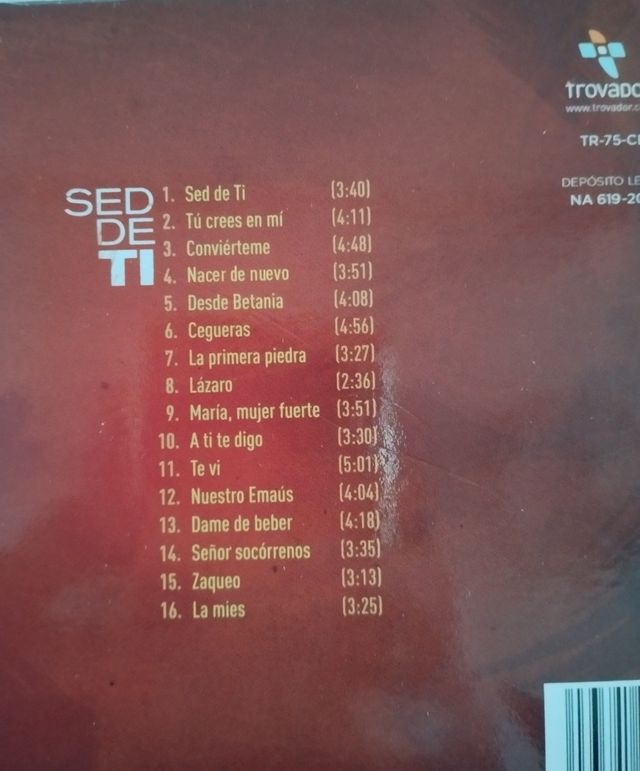 trovado
www.trovador.c
TR-75-C
DEPÓSITO LE
NA 619-20
SED
DE
TI
1. Sed de Ti (3:40)
2. Tú crees en mí (4:11)
3. Conviérteme (4:48)
4. Nacer de nuevo (3:51)
5. Desde Betania (4:08)
6. Cegueras (4:56)
7. La primera piedra (3:27)
8. Lázaro (2:36)
9. María, mujer fuerte (3:51)
10. A ti te digo (3:30)
11. Te vi (5:01)
12. Nuestro Emaús (4:04)
13. Dame de beber (4:18)
14. Señor socórrenos (3:35)
15. Zaqueo (3:13)
16. La mies (3:25)